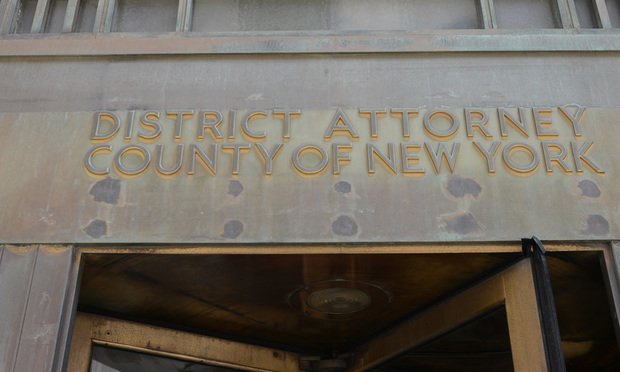 DISTRICT ATTORNEY
COUNTY OF NEW YORK